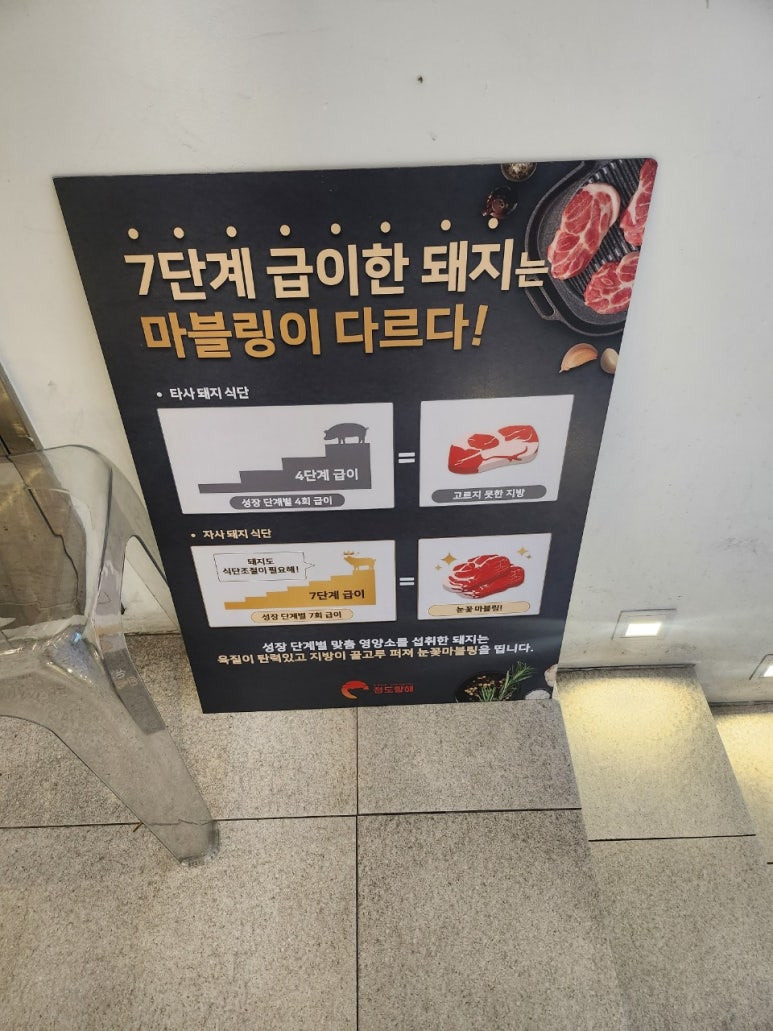 7단계 급이한 돼지는
마블링이 다르다!
• 타사 돼지 식단
4단계 급이
성장 단계별 4회 급이
=
고르지 못한 지방
• 자사 돼지 식단
돼지도
식단조절이 필요해!
7단계 급이
성장 단계별 7회 급이
=
눈꽃 마블링!
성장 단계별 맞춤 영양소를 섭취한 돼지는
육질이 탄력있고 지방이 골고루 퍼져 눈꽃마블링을 띕니다.